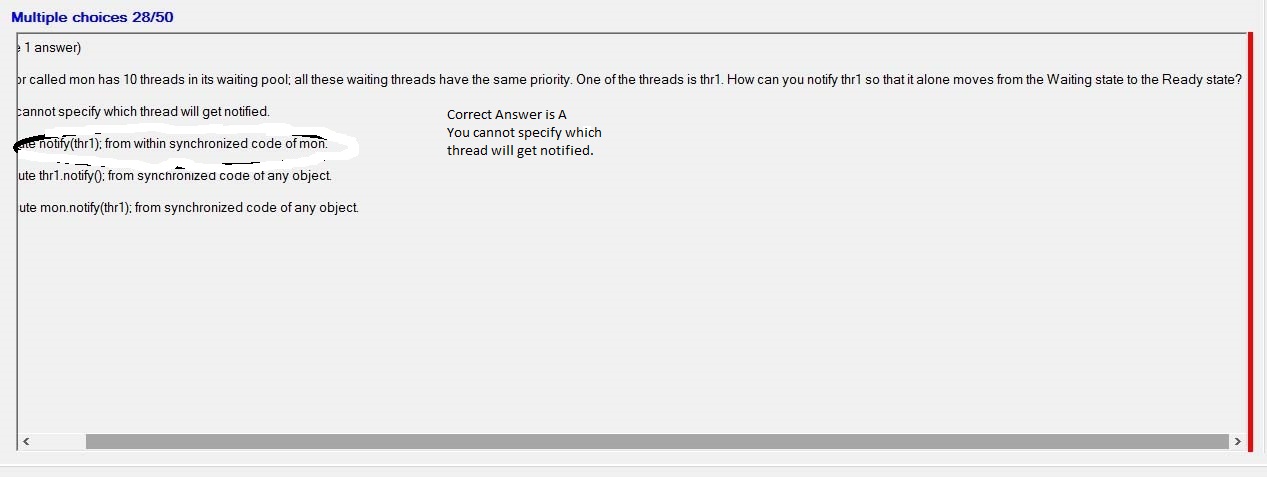 Multiple choices 28/50
1 answer)
called mon has 10 threads in its waiting pool; all these waiting threads have the same priority. One of the threads is thr1. How can you notify thr1 so that it alone moves from the Waiting state to the Ready state?
cannot specify which thread will get notified.
Correct Answer is A
You cannot specify which
thread will get notified.
notify(thr1); from within synchronized code of mon.
thr1.notify(); from synchronized code of any object.
mon.notify(thr1); from synchronized code of any object.